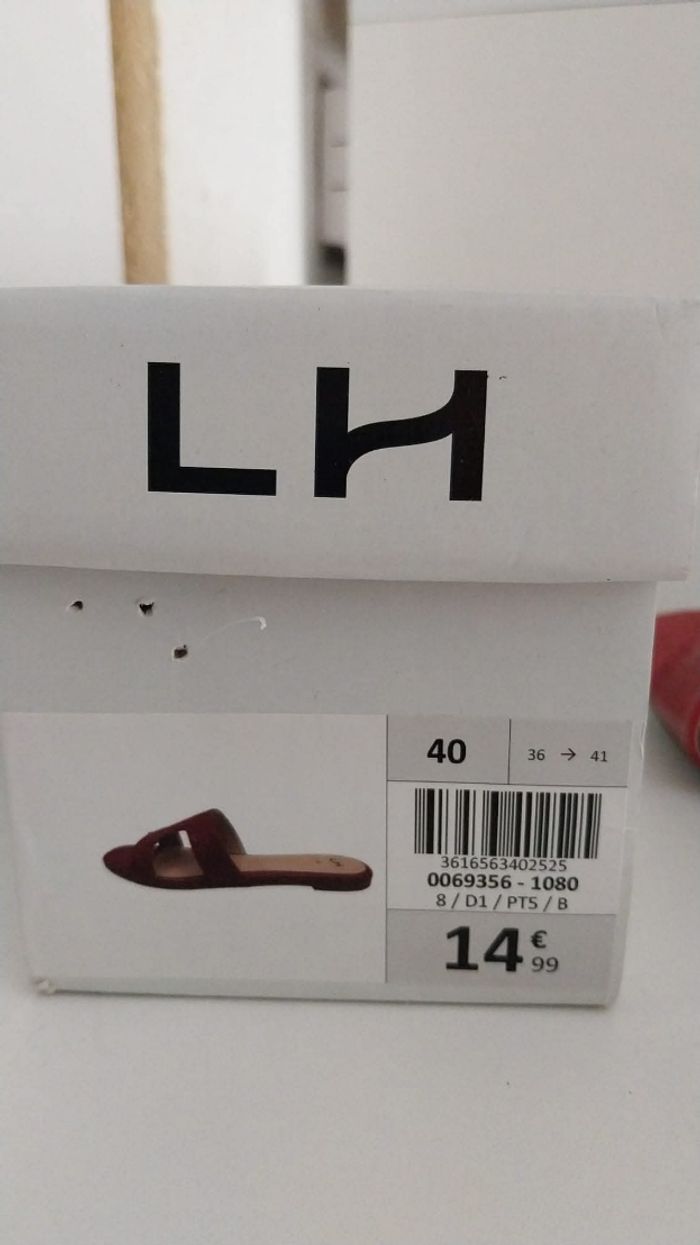 LH
40
36 → 41
3616563402525
0069356 - 1080
8 / D1 / PT5 / B
14 € 99